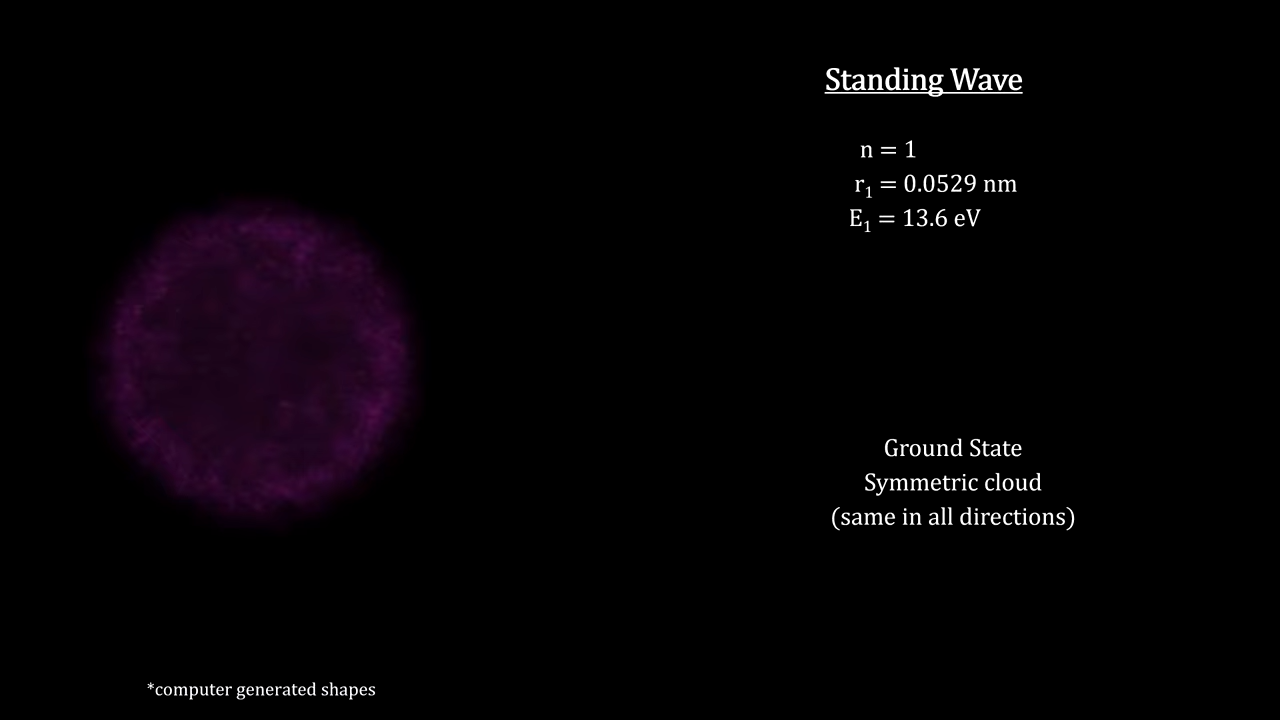 Standing Wave
n = 1
r₁ = 0.0529 nm
E₁ = 13.6 eV
Ground State
Symmetric cloud
(same in all directions)
*computer generated shapes